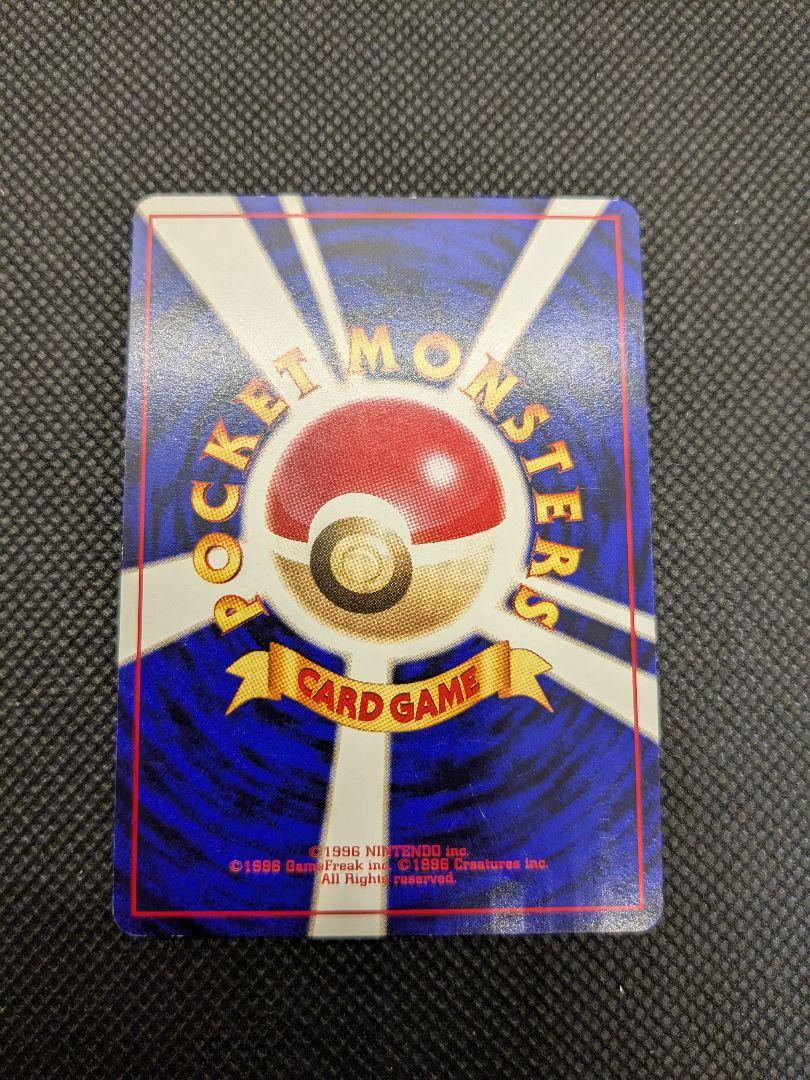 POCKET MONSTERS
CARD GAME
©1996 NINTENDO inc.
©1996 GameFreak inc. ©1996 Creatures inc.
All Rights reserved.